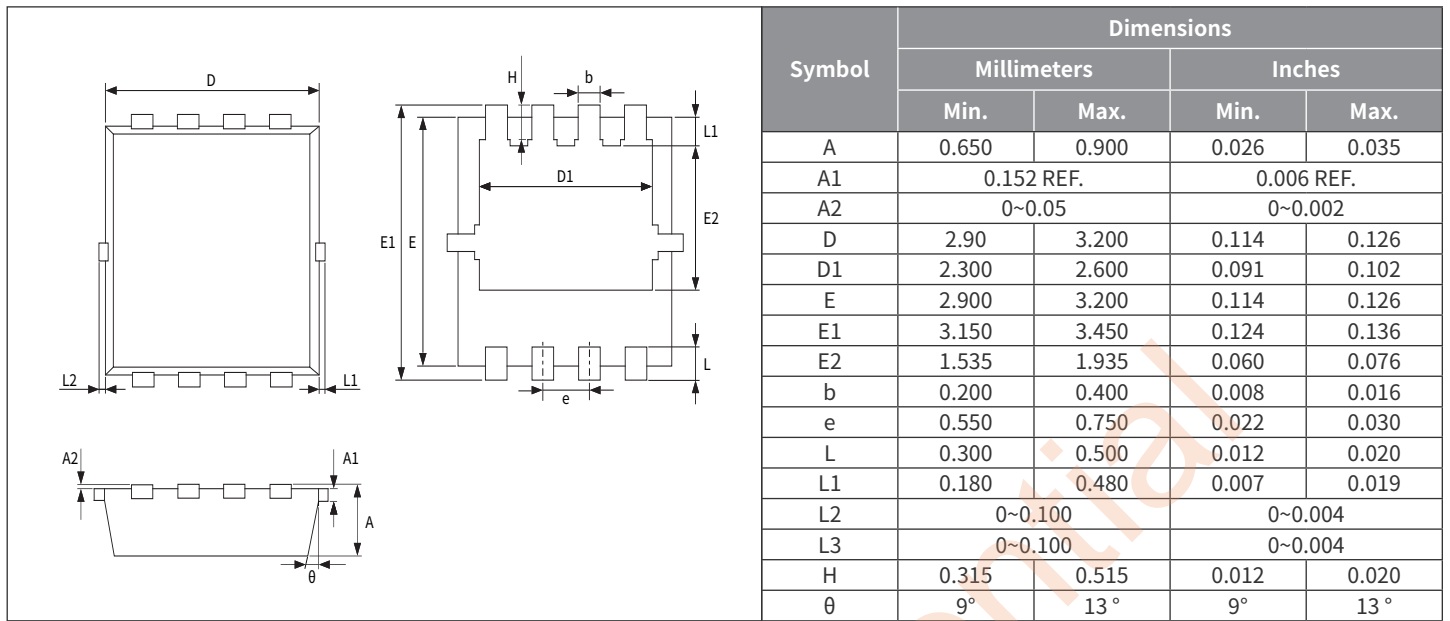 D
L2
L1
H
b
L1
D1
E2
E1
E
L
e
A2
A1
A
θ
Symbol
Dimensions
Millimeters
Inches
Min.
Max.
Min.
Max.
A 0.650 0.900 0.026 0.035
A1 0.152 REF. 0.006 REF.
A2 0~0.05 0~0.002
D 2.90 3.200 0.114 0.126
D1 2.300 2.600 0.091 0.102
E 2.900 3.200 0.114 0.126
E1 3.150 3.450 0.124 0.136
E2 1.535 1.935 0.060 0.076
b 0.200 0.400 0.008 0.016
e 0.550 0.750 0.022 0.030
L 0.300 0.500 0.012 0.020
L1 0.180 0.480 0.007 0.019
L2 0~0.100 0~0.004
L3 0~0.100 0~0.004
H 0.315 0.515 0.012 0.020
θ 9° 13 ° 9° 13 °
ential